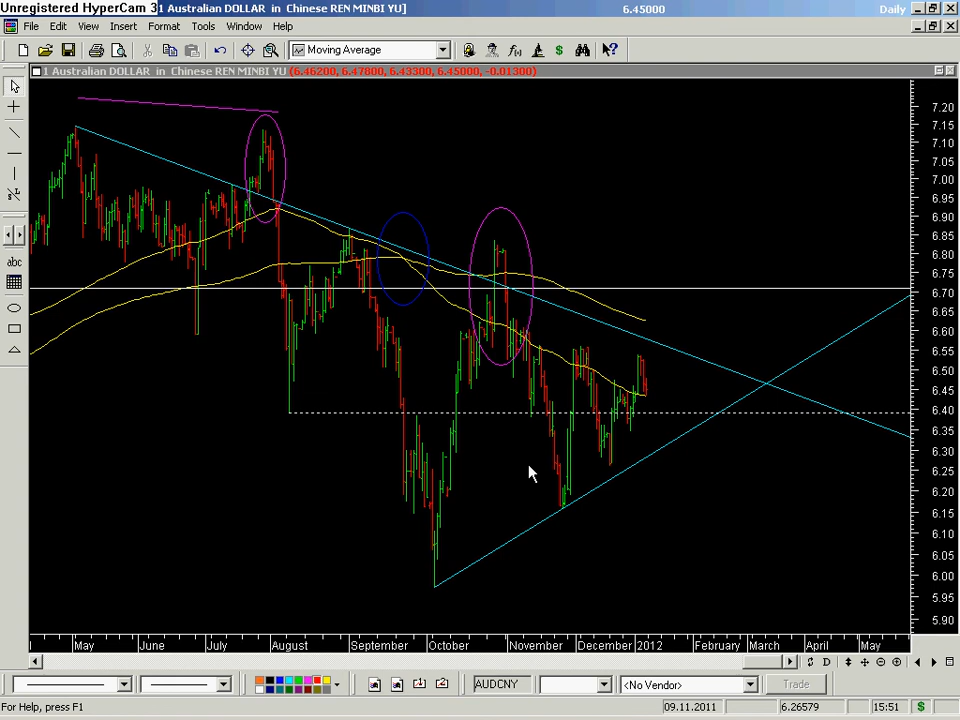 Unregistered HyperCam 3
1 Australian DOLLAR in Chinese REN MINBI YU] 6.45000 Daily
File Edit View Insert Format Tools Window Help
Moving Average
1 Australian DOLLAR in Chinese REN MINBI YU (6.46200, 6.47800, 6.43300, 6.45000, -0.01300)
7.20
7.15
7.10
7.05
7.00
6.95
6.90
6.85
6.80
6.75
6.70
6.65
6.60
6.55
6.50
6.45
6.40
6.35
6.30
6.25
6.20
6.15
6.10
6.05
6.00
5.95
5.90
abc
May June July August September October November December 2012 February March April May
D
AUDCNY <No Vendor> Trade
For Help, press F1 09.11.2011 6.26579 15:51 $